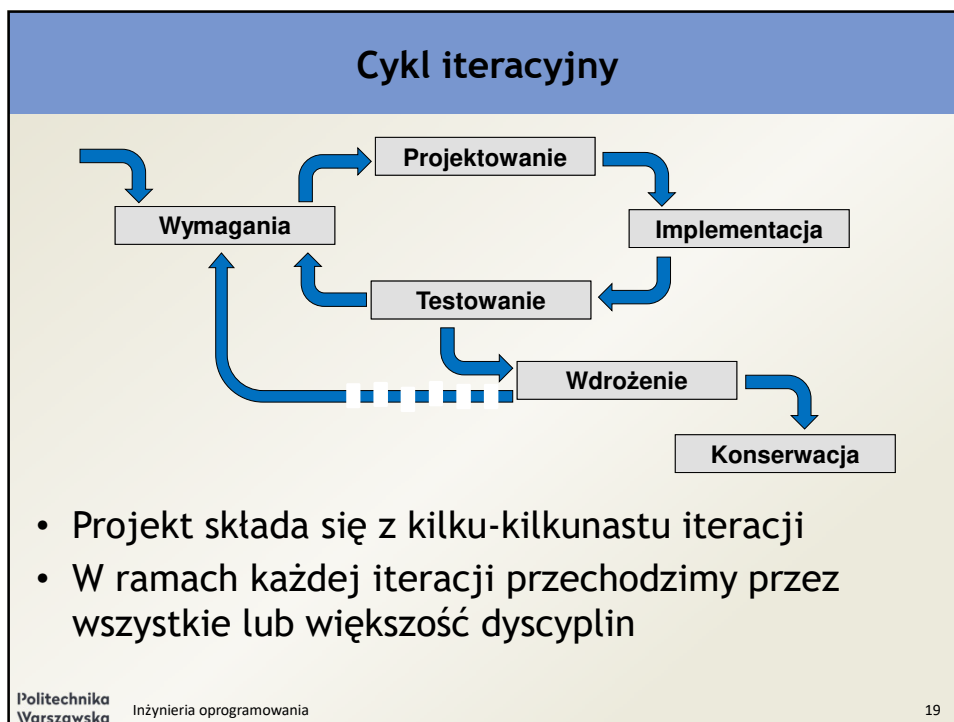 Cykl iteracyjny
Projektowanie
Wymagania
Implementacja
Testowanie
Wdrożenie
Konserwacja
• Projekt składa się z kilku-kilkunastu iteracji
• W ramach każdej iteracji przechodzimy przez
wszystkie lub większość dyscyplin
Politechnika
Warszawska
Inżynieria oprogramowania
19